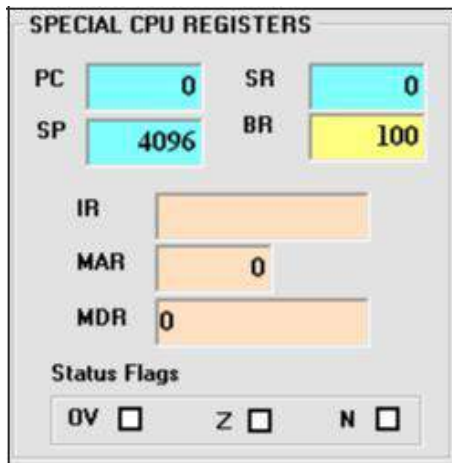 SPECIAL CPU REGISTERS
PC 0 SR 0
SP 4096 BR 100
IR
MAR 0
MDR 0
Status Flags
OV Z N